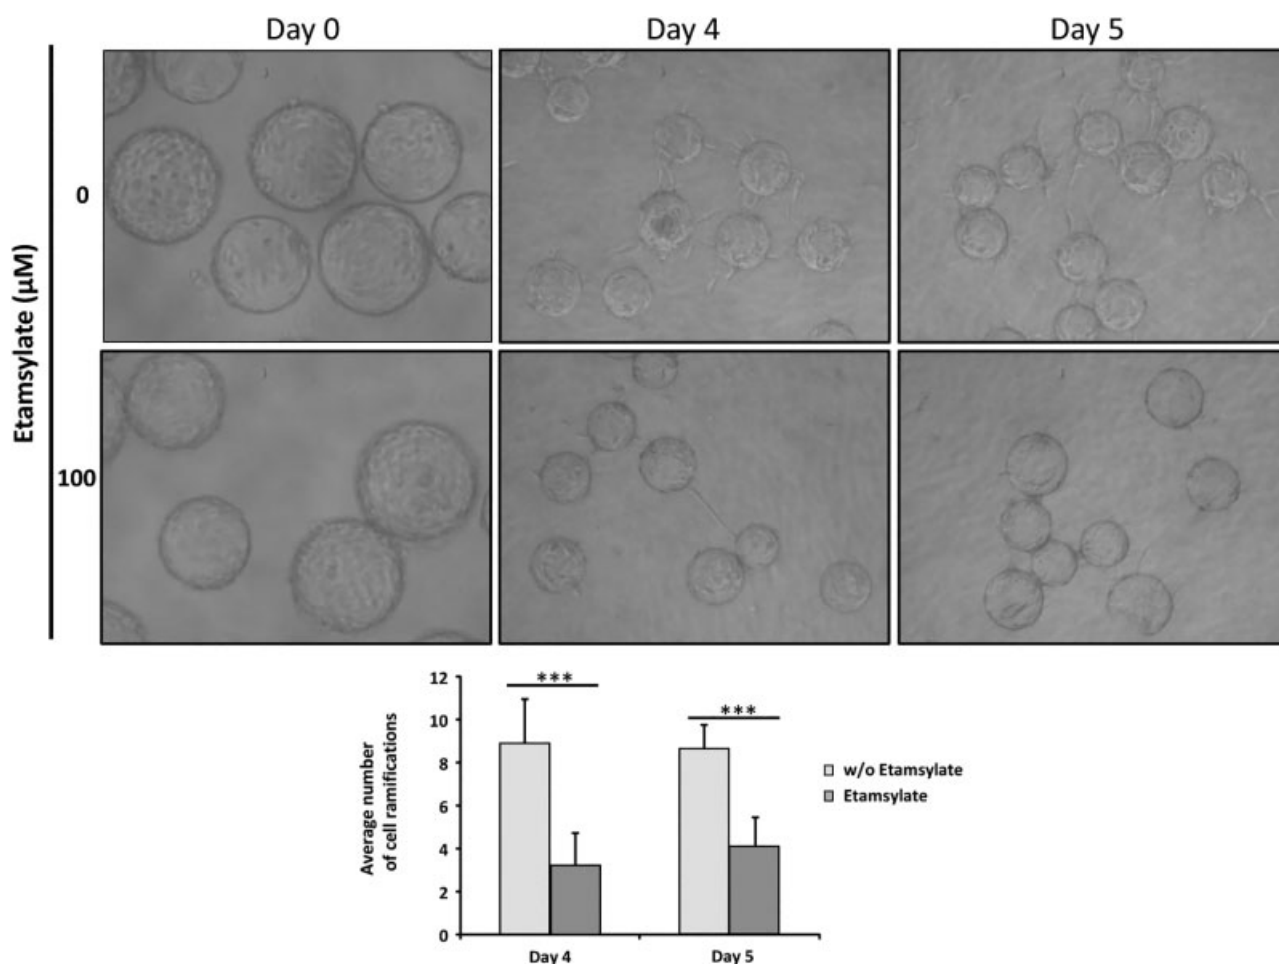 Day 0
Day 4
Day 5
Etamsylate (µM)
0
100
***
***
12
10
8
6
4
2
0
Average number
of cell ramifications
Day 4
Day 5
w/o Etamsylate
Etamsylate